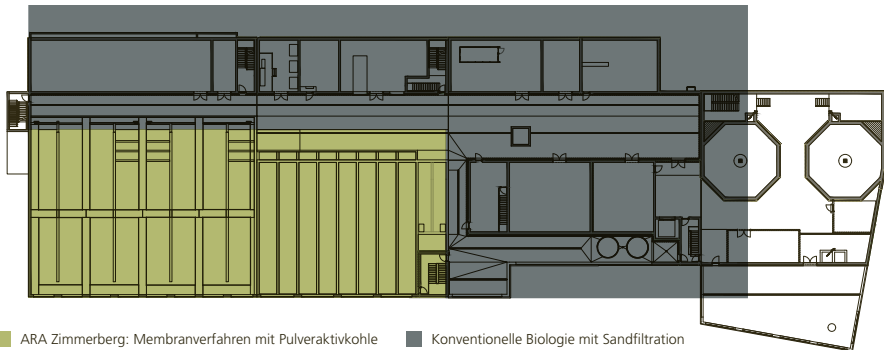 ARA Zimmerberg: Membranverfahren mit Pulveraktivkohle
Konventionelle Biologie mit Sandfiltration